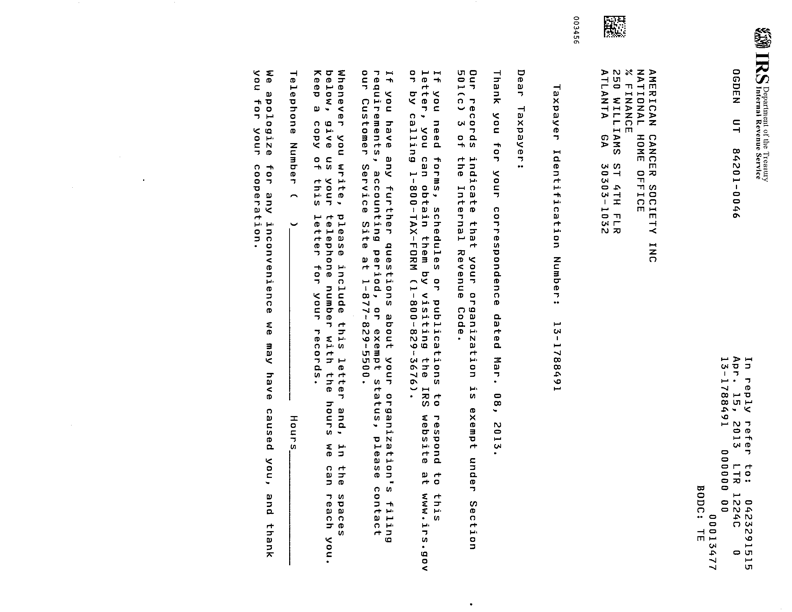 IRS Department of the Treasury
Internal Revenue Service
OGDEN UT 84201-0046
In reply refer to: 0423291515
Apr. 15, 2013 LTR 1224C 0
13-1788491 000000 00
00013477
BODC: TE
AMERICAN CANCER SOCIETY INC
NATIONAL HOME OFFICE
% FINANCE
250 WILLIAMS ST 4TH FLR
ATLANTA GA 30303-1032
003456
Taxpayer Identification Number: 13-1788491
Dear Taxpayer:
Thank you for your correspondence dated Mar. 08, 2013.
Our records indicate that your organization is exempt under Section
501(c) 3 of the Internal Revenue Code.
If you need forms, schedules or publications to respond to this
letter, you can obtain them by visiting the IRS website at www.irs.gov
or by calling 1-800-TAX-FORM (1-800-829-3676).
If you have any further questions about your organization's filing
requirements, accounting period, or exempt status, please contact
our Customer Service Site at 1-877-829-5500.
Whenever you write, please include this letter and, in the spaces
below, give us your telephone number with the hours we can reach you.
Keep a copy of this letter for your records.
Telephone Number ( )____________________ Hours____________________
We apologize for any inconvenience we may have caused you, and thank
you for your cooperation.